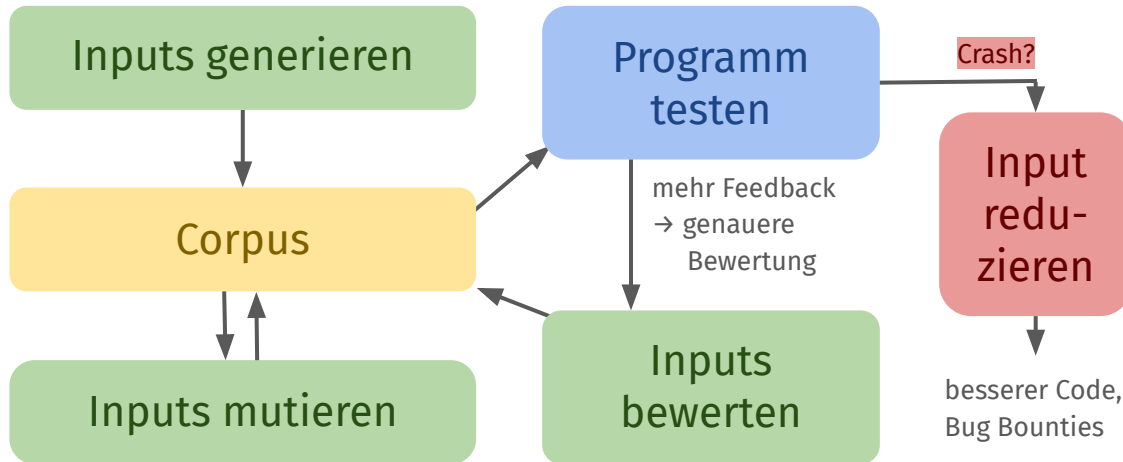 Inputs generieren
Programm
testen
Crash?
Input
redu-
zieren
mehr Feedback
→ genauere
Bewertung
Corpus
Inputs mutieren
Inputs
bewerten
besserer Code,
Bug Bounties